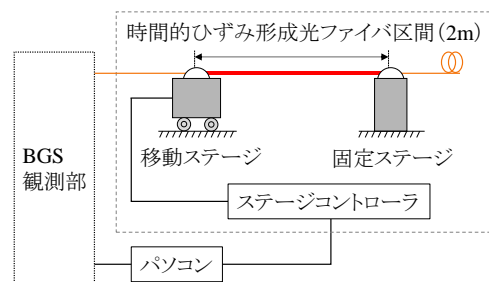 時間的ひずみ形成光ファイバ区間(2m)
移動ステージ
固定ステージ
BGS
観測部
ステージコントローラ
パソコン